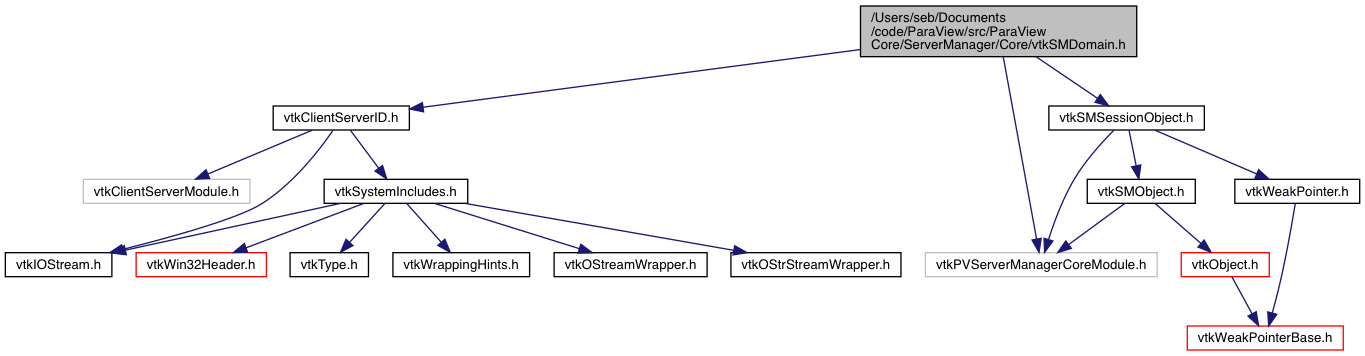 /Users/seb/Documents
/code/ParaView/src/ParaView
Core/ServerManager/Core/vtkSMDomain.h
vtkClientServerID.h
vtkSMSessionObject.h
vtkClientServerModule.h
vtkSystemIncludes.h
vtkSMObject.h
vtkWeakPointer.h
vtkIOStream.h
vtkWin32Header.h
vtkType.h
vtkWrappingHints.h
vtkOStreamWrapper.h
vtkOStrStreamWrapper.h
vtkPVServerManagerCoreModule.h
vtkObject.h
vtkWeakPointerBase.h